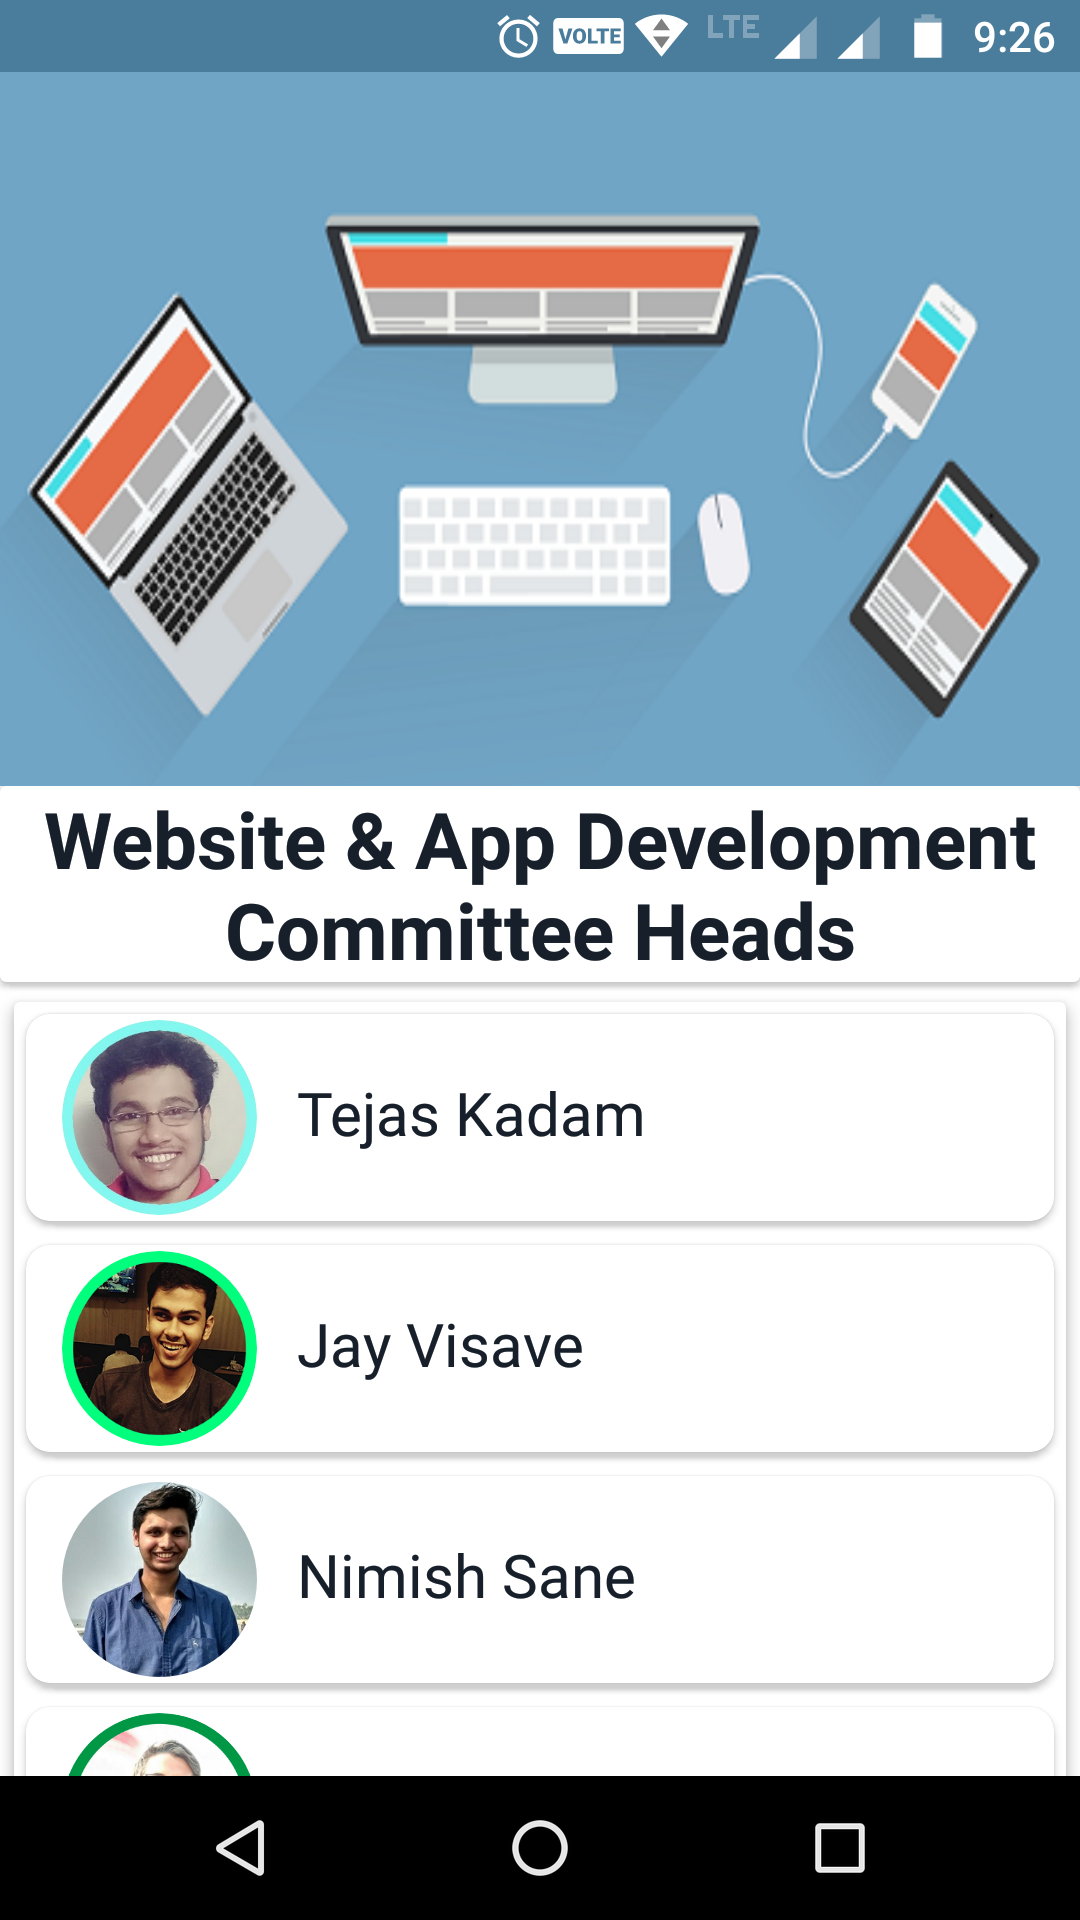 VOLTE LTE 9:26
Website & App Development
Committee Heads
Tejas Kadam
Jay Visave
Nimish Sane